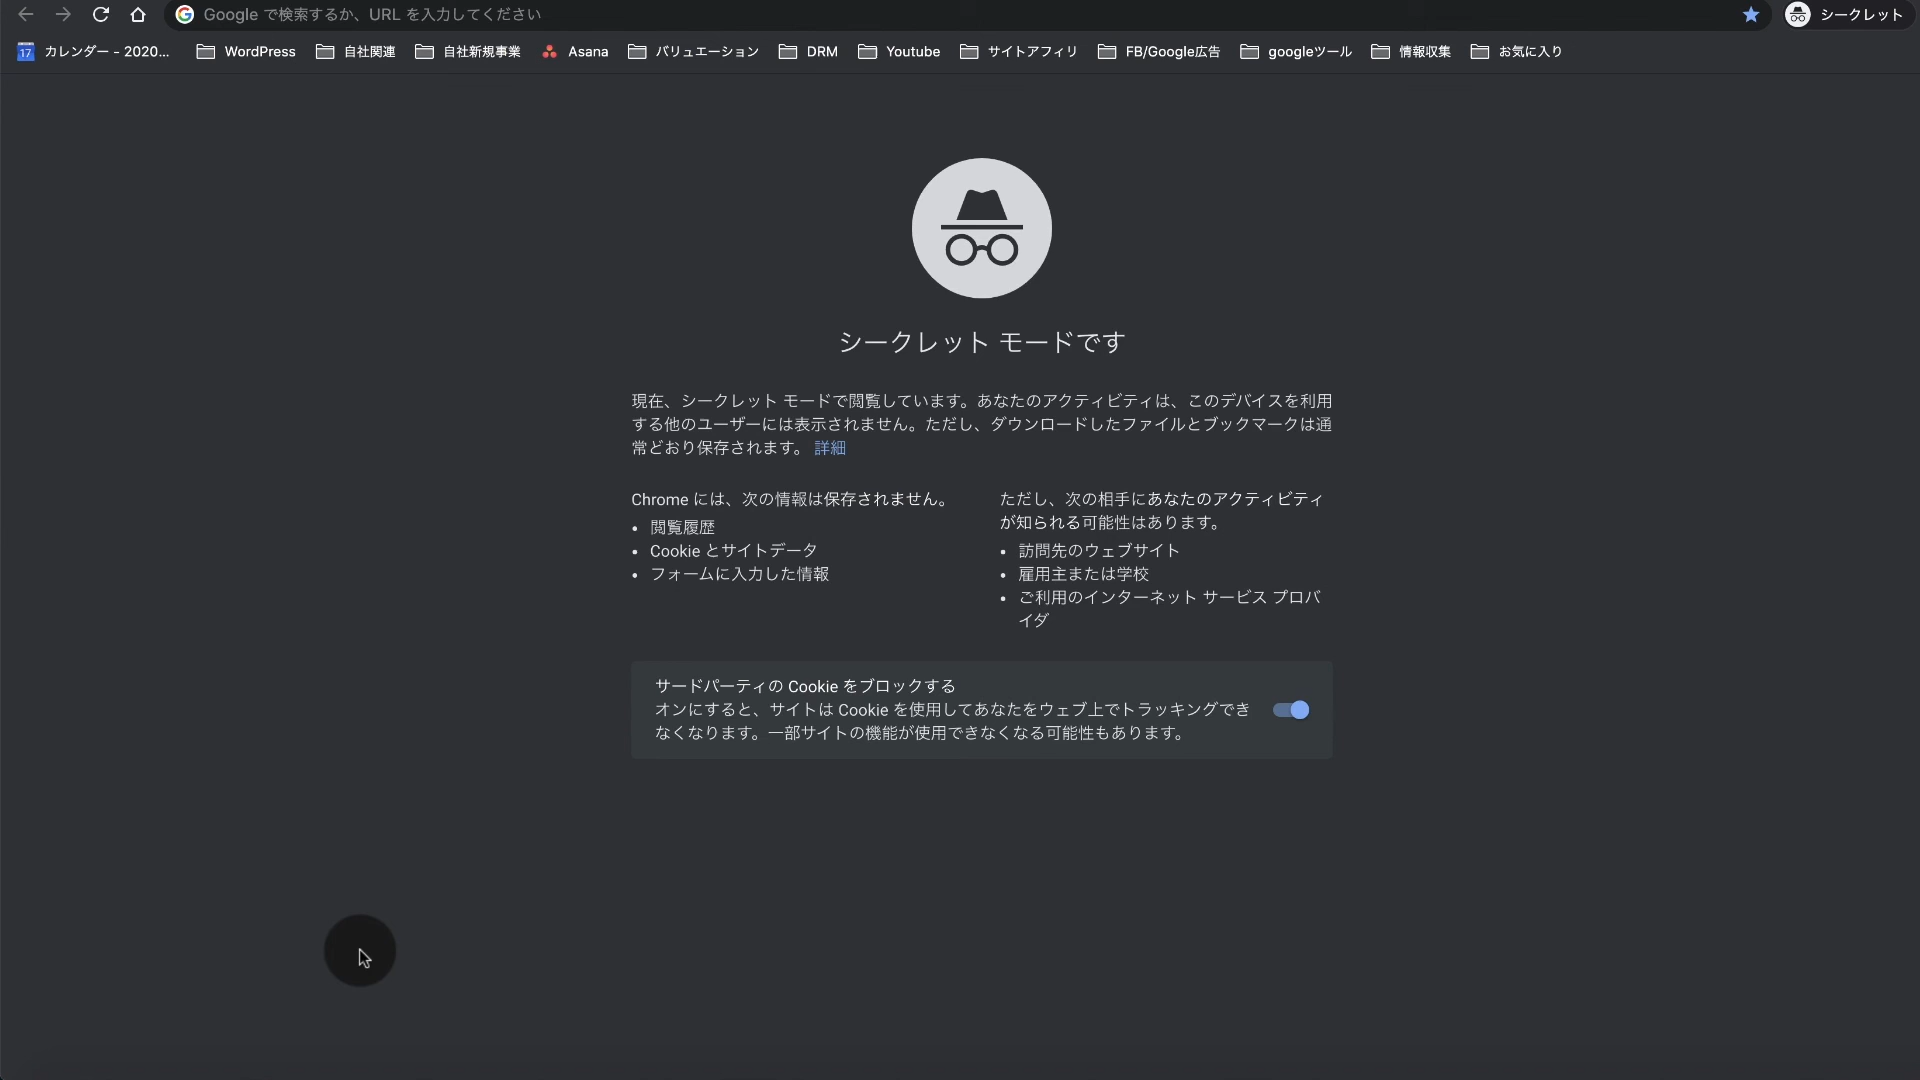 Google で検索するか、URL を入力してください
シークレット
17 カレンダー - 2020... WordPress 自社関連 自社新規事業 Asana バリュエーション DRM Youtube サイトアフィリ FB/Google広告 googleツール 情報収集 お気に入り
シークレット モードです
現在、シークレット モードで閲覧しています。あなたのアクティビティは、このデバイスを利用
する他のユーザーには表示されません。ただし、ダウンロードしたファイルとブックマークは通
常どおり保存されます。 詳細
Chrome には、次の情報は保存されません。
• 閲覧履歴
• Cookie とサイトデータ
• フォームに入力した情報
ただし、次の相手にあなたのアクティビティ
が知られる可能性はあります。
• 訪問先のウェブサイト
• 雇用主または学校
• ご利用のインターネット サービス プロバ
イダ
サードパーティの Cookie をブロックする
オンにすると、サイトは Cookie を使用してあなたをウェブ上でトラッキングでき
なくなります。一部サイトの機能が使用できなくなる可能性もあります。